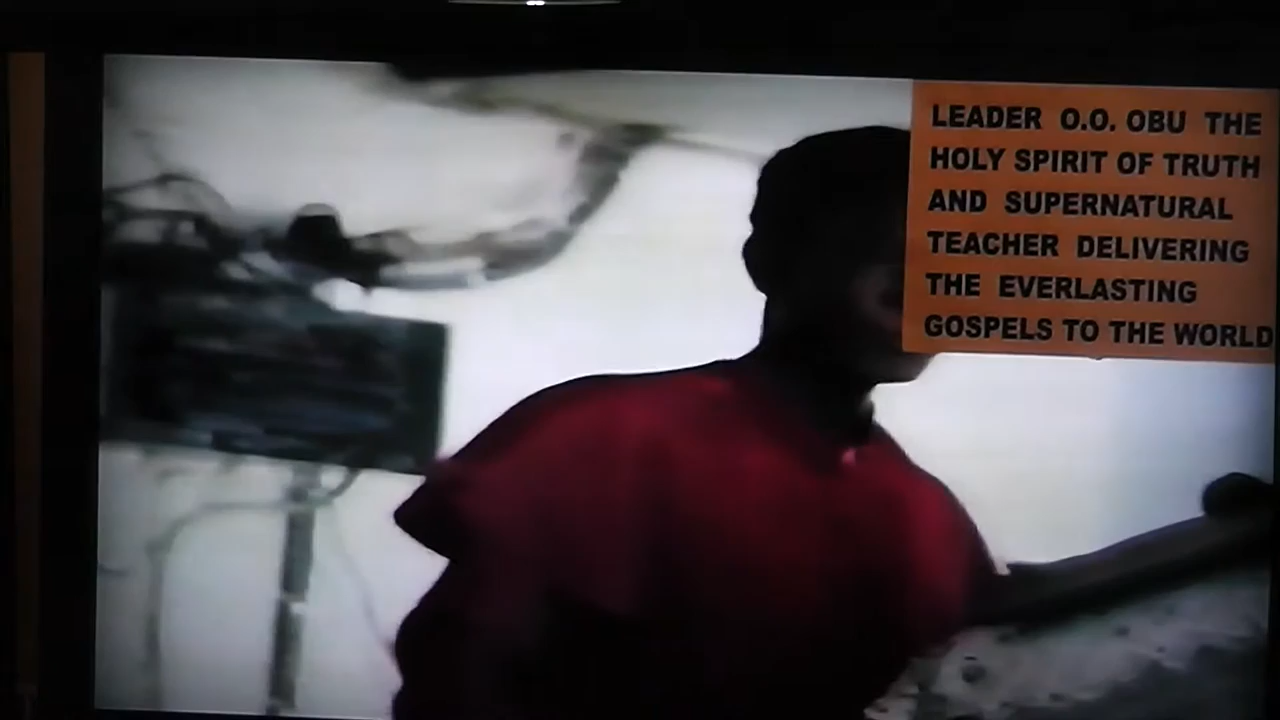 LEADER O.O. OBU THE
HOLY SPIRIT OF TRUTH
AND SUPERNATURAL
TEACHER DELIVERING
THE EVERLASTING
GOSPELS TO THE WORLD